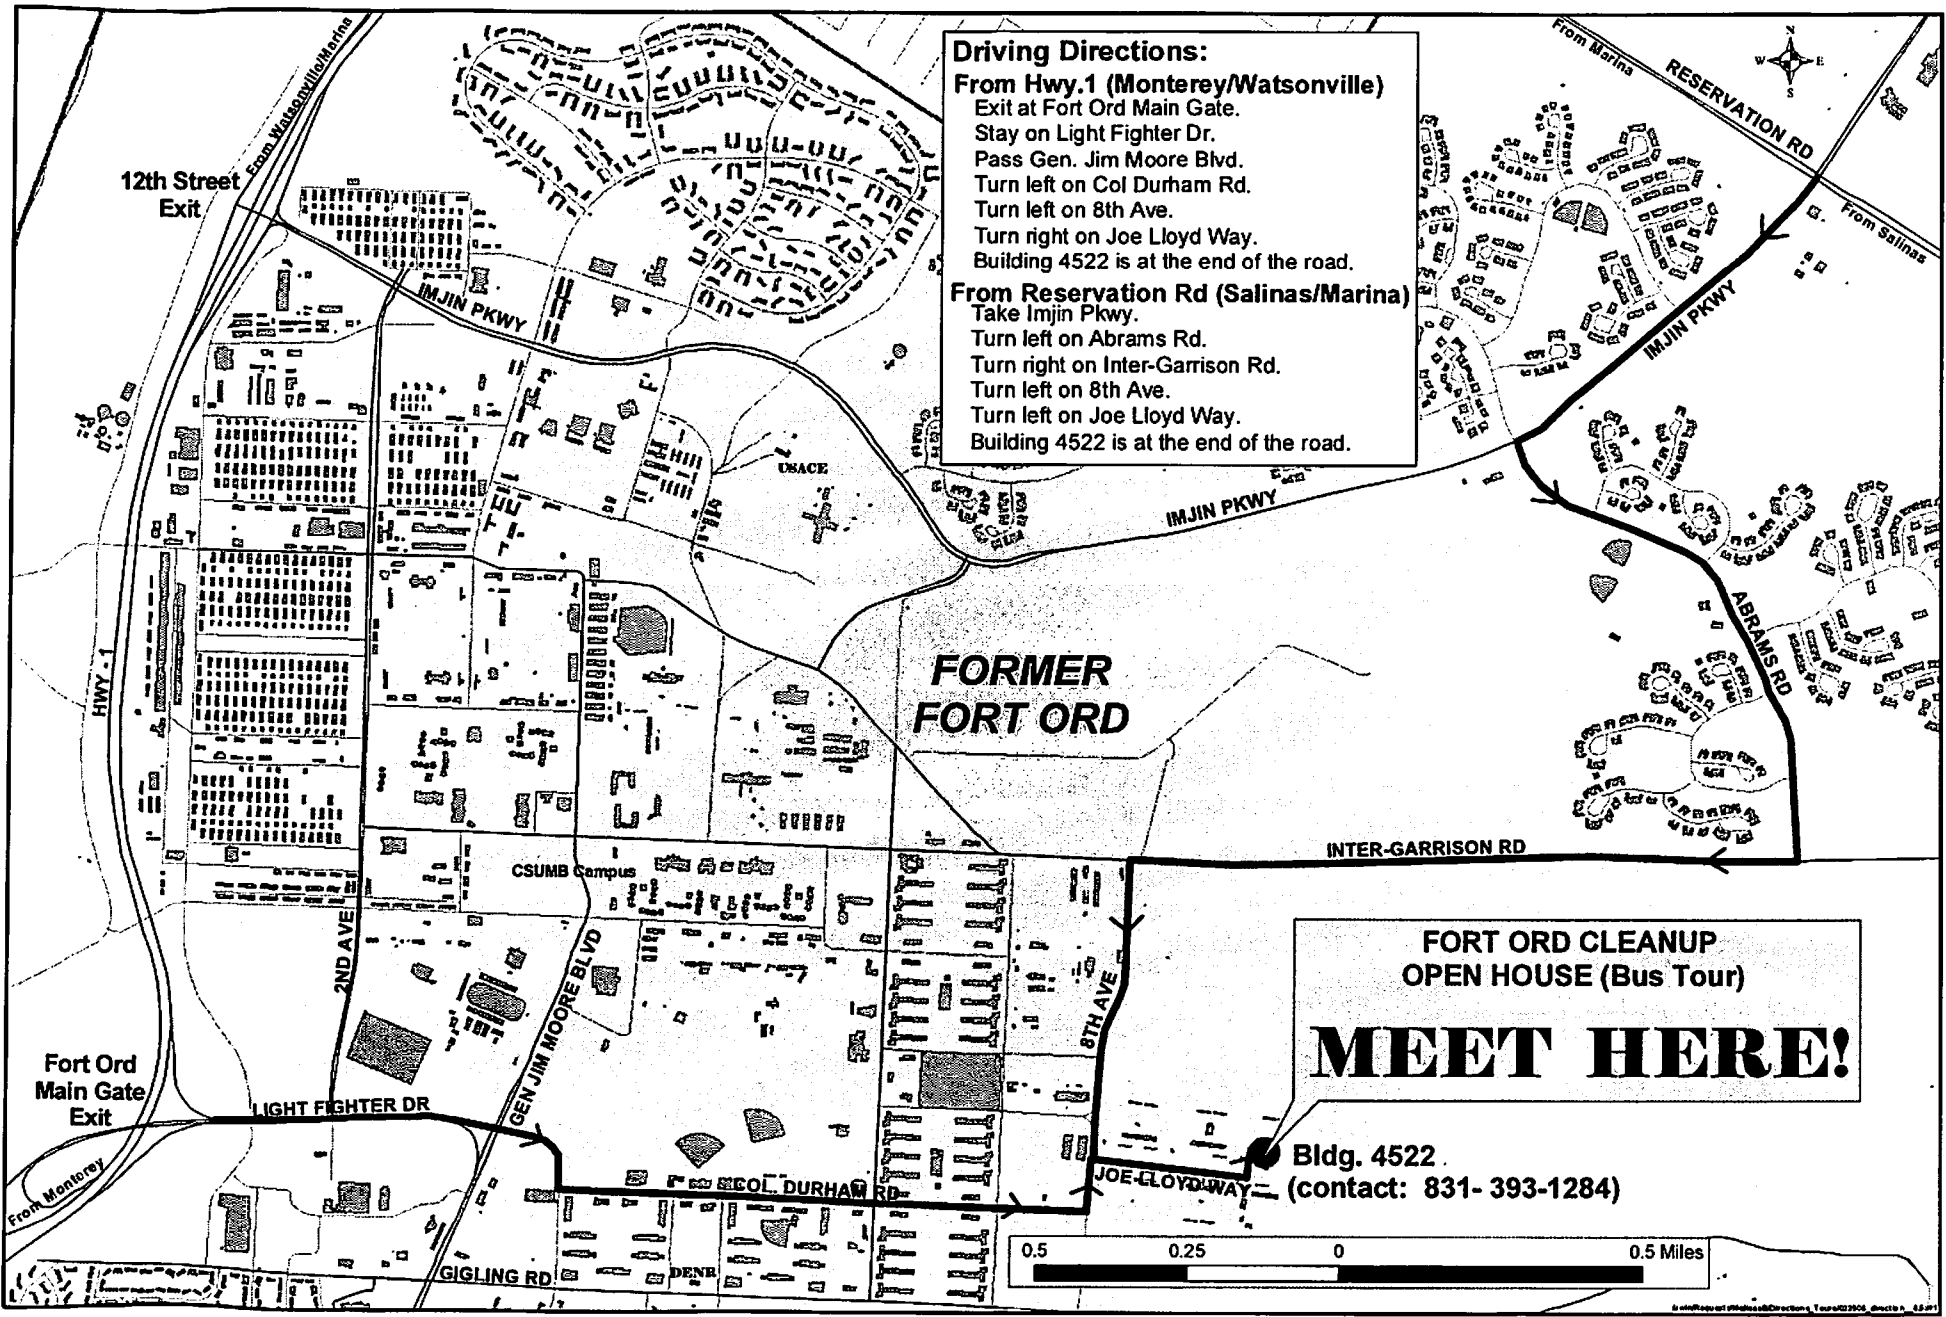 From Watsonville/Marina
12th Street
Exit
IMJIN PKWY
HWY - 1
USACE
Driving Directions:
From Hwy.1 (Monterey/Watsonville)
Exit at Fort Ord Main Gate.
Stay on Light Fighter Dr.
Pass Gen. Jim Moore Blvd.
Turn left on Col Durham Rd.
Turn left on 8th Ave.
Turn right on Joe Lloyd Way.
Building 4522 is at the end of the road.
From Reservation Rd (Salinas/Marina)
Take Imjin Pkwy.
Turn left on Abrams Rd.
Turn right on Inter-Garrison Rd.
Turn left on 8th Ave.
Turn left on Joe Lloyd Way.
Building 4522 is at the end of the road.
From Marina
RESERVATION RD
From Salinas
N
W
E
S
IMJIN PKWY
IMJIN PKWY
ABRAMS RD
FORMER
FORT ORD
INTER-GARRISON RD
CSUMB Campus
2ND AVE
GEN JIM MOORE BLVD
8TH AVE
FORT ORD CLEANUP
OPEN HOUSE (Bus Tour)
MEET HERE!
Fort Ord
Main Gate
Exit
LIGHT FIGHTER DR
From Montorey
COL. DURHAM RD
JOE-LLOYD WAY
Bldg. 4522
(contact: 831- 393-1284)
GIGLING RD
DENR
0.5
0.25
0
0.5 Miles